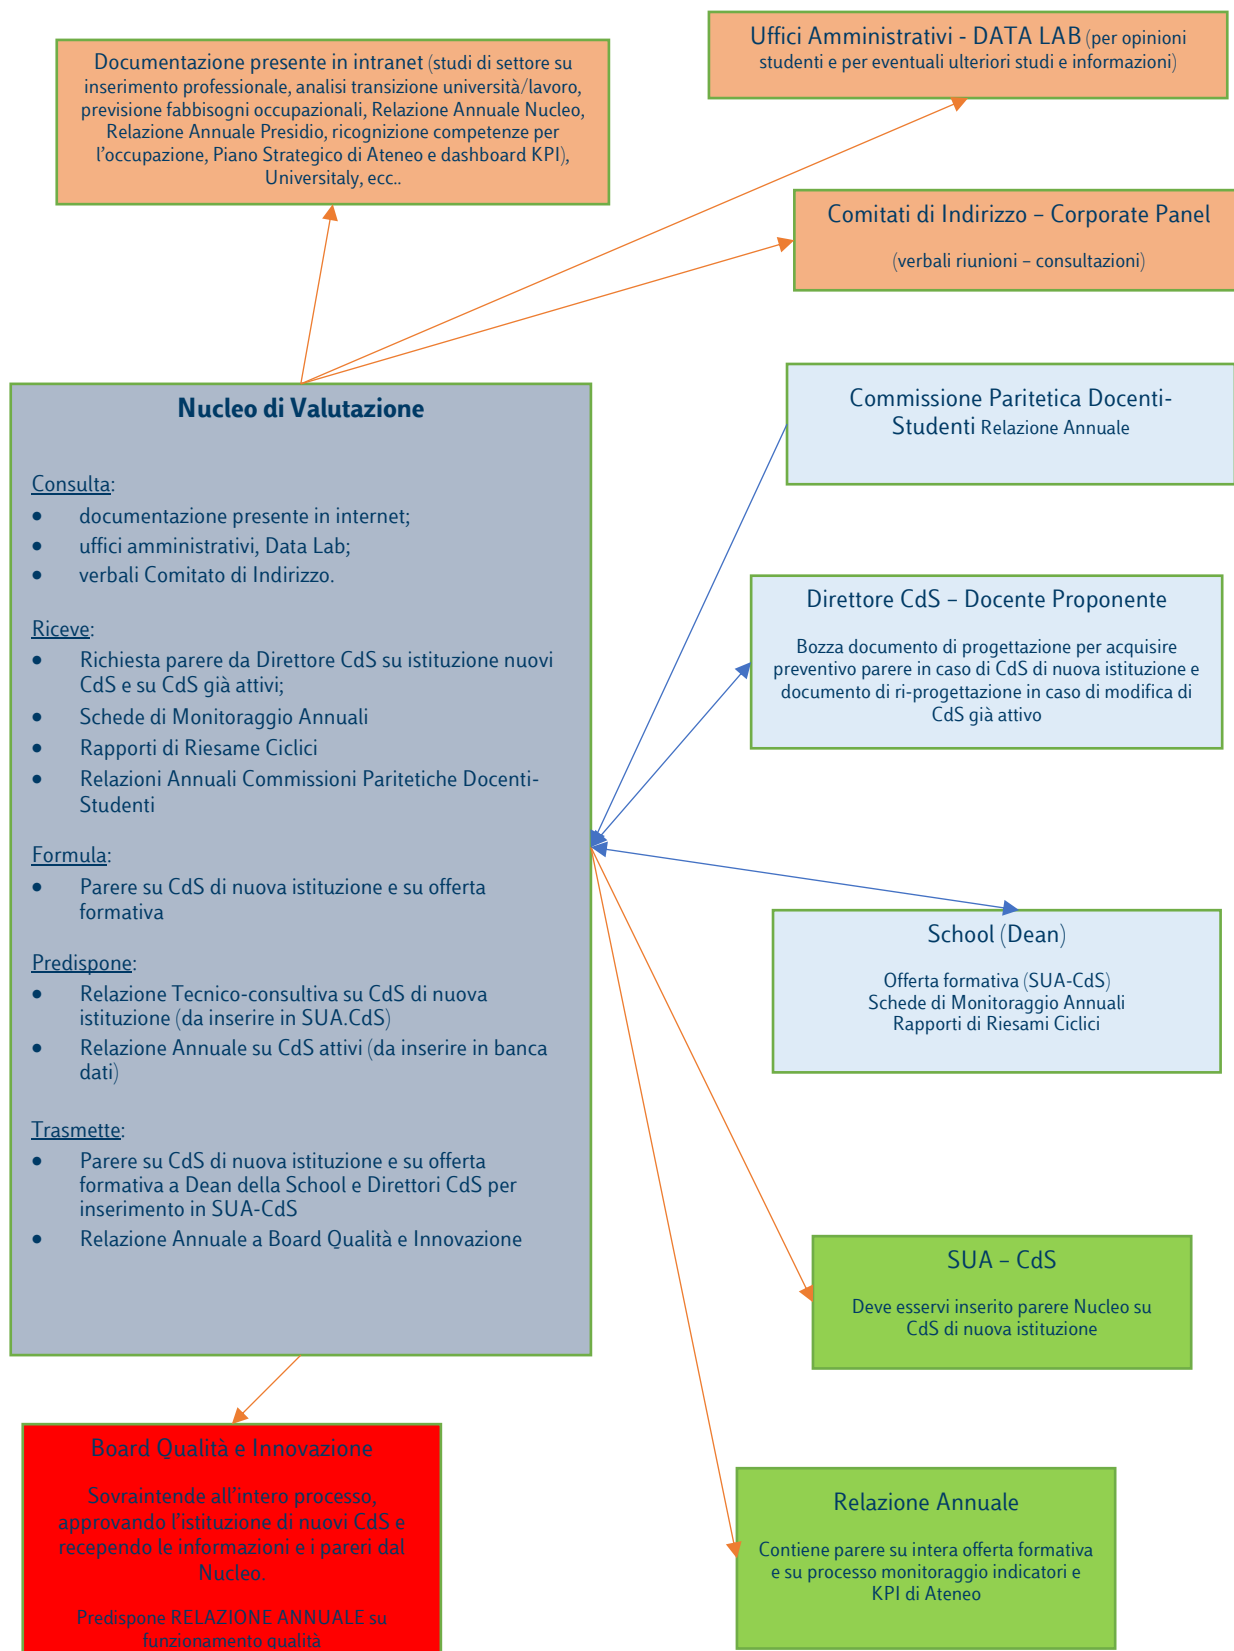 Documentazione presente in intranet (studi di settore su
inserimento professionale, analisi transizione università/lavoro,
previsione fabbisogni occupazionali, Relazione Annuale Nucleo,
Relazione Annuale Presidio, ricognizione competenze per
l'occupazione, Piano Strategico di Ateneo e dashboard KPI),
Universitaly, ecc..
Uffici Amministrativi - DATA LAB (per opinioni
studenti e per eventuali ulteriori studi e informazioni)
Comitati di Indirizzo – Corporate Panel
(verbali riunioni – consultazioni)
Nucleo di Valutazione
Consulta:
• documentazione presente in internet;
• uffici amministrativi, Data Lab;
• verbali Comitato di Indirizzo.
Riceve:
• Richiesta parere da Direttore CdS su istituzione nuovi
CdS e su CdS già attivi;
• Schede di Monitoraggio Annuali
• Rapporti di Riesame Ciclici
• Relazioni Annuali Commissioni Paritetiche Docenti-
Studenti
Formula:
• Parere su CdS di nuova istituzione e su offerta
formativa
Predispone:
• Relazione Tecnico-consultiva su CdS di nuova
istituzione (da inserire in SUA.CdS)
• Relazione Annuale su CdS attivi (da inserire in banca
dati)
Trasmette:
• Parere su CdS di nuova istituzione e su offerta
formativa a Dean della School e Direttori CdS per
inserimento in SUA-CdS
• Relazione Annuale a Board Qualità e Innovazione
Commissione Paritetica Docenti-
Studenti Relazione Annuale
Direttore CdS – Docente Proponente
Bozza documento di progettazione per acquisire
preventivo parere in caso di CdS di nuova istituzione e
documento di ri-progettazione in caso di modifica di
CdS già attivo
School (Dean)
Offerta formativa (SUA-CdS)
Schede di Monitoraggio Annuali
Rapporti di Riesami Ciclici
SUA – CdS
Deve esservi inserito parere Nucleo su
CdS di nuova istituzione
Relazione Annuale
Contiene parere su intera offerta formativa
e su processo monitoraggio indicatori e
KPI di Ateneo
Board Qualità e Innovazione
Sovraintende all'intero processo,
approvando l'istituzione di nuovi CdS e
recependo le informazioni e i pareri dal
Nucleo.
Predispone RELAZIONE ANNUALE su
funzionamento qualità